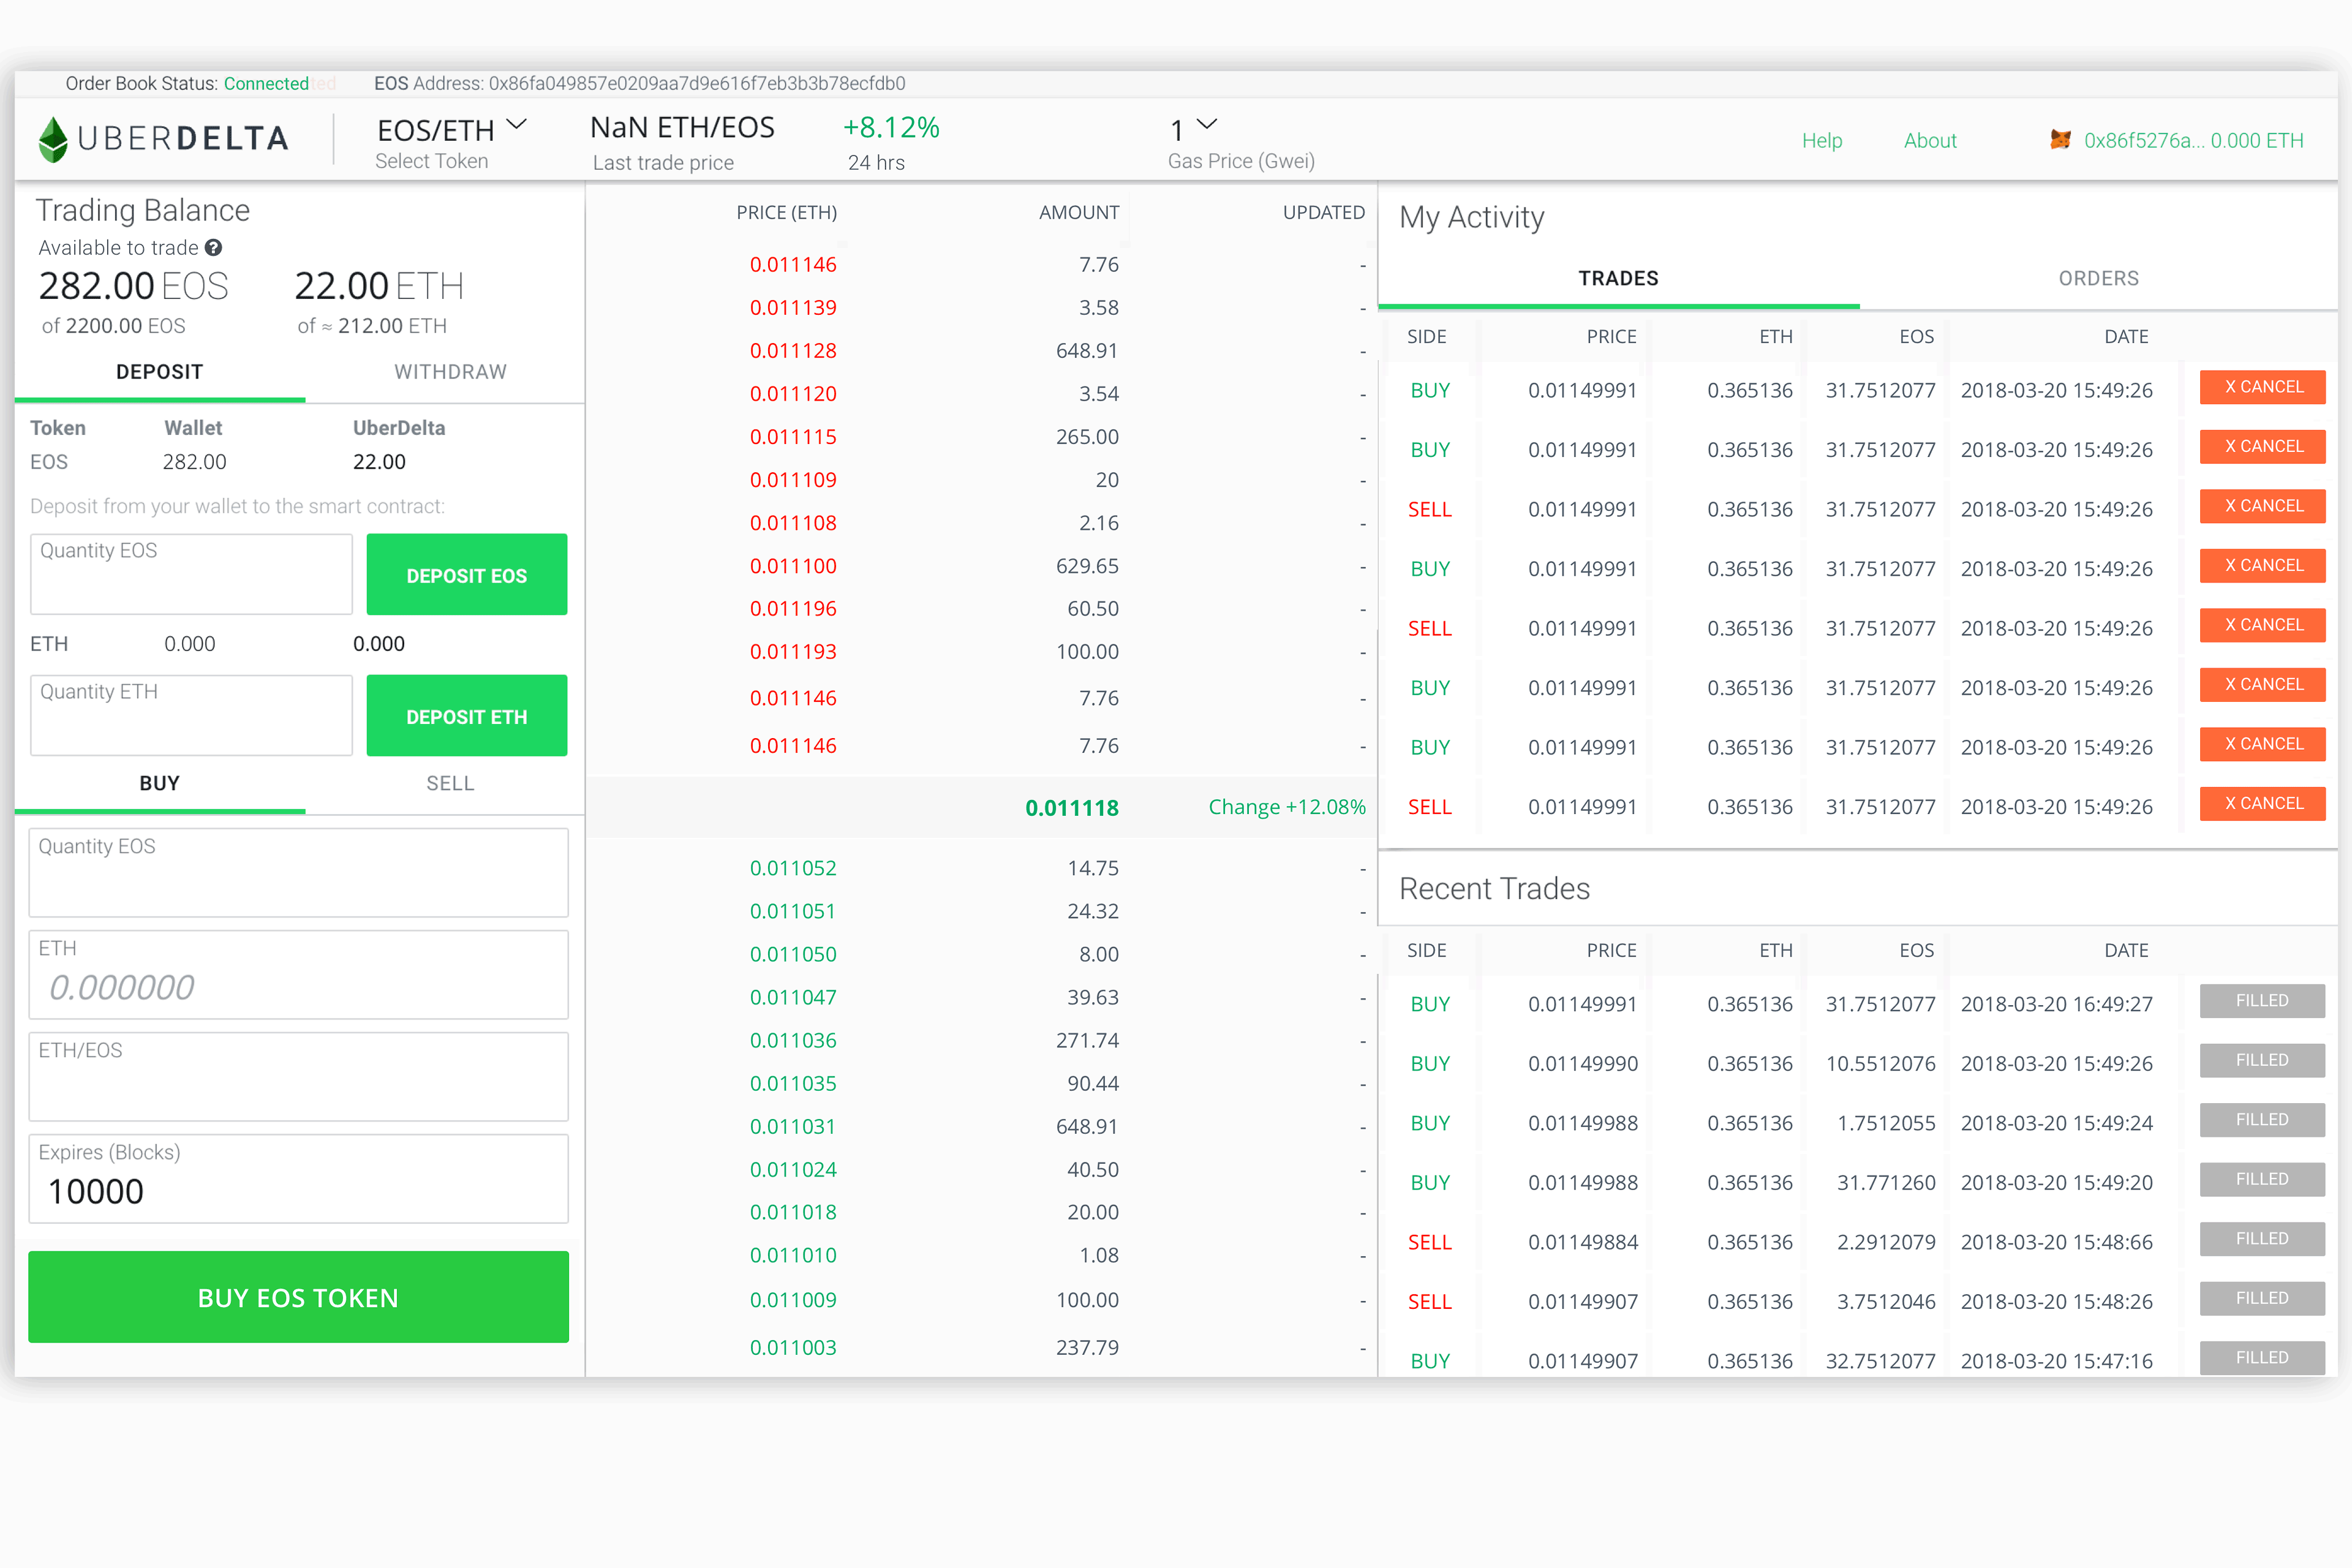 Order Book Status: Connected EOS Address: 0x86fa049857e0209aa7d9e616f7eb3b3b78ecfdb0
UBERDELTA
EOS/ETH
Select Token
NaN ETH/EOS
Last trade price
+8.12%
24 hrs
1
Gas Price (Gwei)
Help
About
0x86f5276a... 0.000 ETH
Trading Balance
Available to trade ?
282.00 EOS 22.00 ETH
of 2200.00 EOS of ≈ 212.00 ETH
DEPOSIT WITHDRAW
Token Wallet UberDelta
EOS 282.00 22.00
Deposit from your wallet to the smart contract:
Quantity EOS
DEPOSIT EOS
ETH 0.000 0.000
Quantity ETH
DEPOSIT ETH
BUY SELL
Quantity EOS
ETH
0.000000
ETH/EOS
Expires (Blocks)
10000
BUY EOS TOKEN
PRICE (ETH) AMOUNT UPDATED
0.011146 7.76 -
0.011139 3.58 -
0.011128 648.91 -
0.011120 3.54 -
0.011115 265.00 -
0.011109 20 -
0.011108 2.16 -
0.011100 629.65 -
0.011196 60.50 -
0.011193 100.00 -
0.011146 7.76 -
0.011146 7.76 -
0.011118 Change +12.08%
0.011052 14.75 -
0.011051 24.32 -
0.011050 8.00 -
0.011047 39.63 -
0.011036 271.74 -
0.011035 90.44 -
0.011031 648.91 -
0.011024 40.50 -
0.011018 20.00 -
0.011010 1.08 -
0.011009 100.00 -
0.011003 237.79 -
My Activity
TRADES ORDERS
SIDE PRICE ETH EOS DATE
BUY 0.01149991 0.365136 31.7512077 2018-03-20 15:49:26 X CANCEL
BUY 0.01149991 0.365136 31.7512077 2018-03-20 15:49:26 X CANCEL
SELL 0.01149991 0.365136 31.7512077 2018-03-20 15:49:26 X CANCEL
BUY 0.01149991 0.365136 31.7512077 2018-03-20 15:49:26 X CANCEL
SELL 0.01149991 0.365136 31.7512077 2018-03-20 15:49:26 X CANCEL
BUY 0.01149991 0.365136 31.7512077 2018-03-20 15:49:26 X CANCEL
BUY 0.01149991 0.365136 31.7512077 2018-03-20 15:49:26 X CANCEL
SELL 0.01149991 0.365136 31.7512077 2018-03-20 15:49:26 X CANCEL
Recent Trades
SIDE PRICE ETH EOS DATE
BUY 0.01149991 0.365136 31.7512077 2018-03-20 16:49:27 FILLED
BUY 0.01149990 0.365136 10.5512076 2018-03-20 15:49:26 FILLED
BUY 0.01149988 0.365136 1.7512055 2018-03-20 15:49:24 FILLED
BUY 0.01149988 0.365136 31.771260 2018-03-20 15:49:20 FILLED
SELL 0.01149884 0.365136 2.2912079 2018-03-20 15:48:66 FILLED
SELL 0.01149907 0.365136 3.7512046 2018-03-20 15:48:26 FILLED
BUY 0.01149907 0.365136 32.7512077 2018-03-20 15:47:16 FILLED